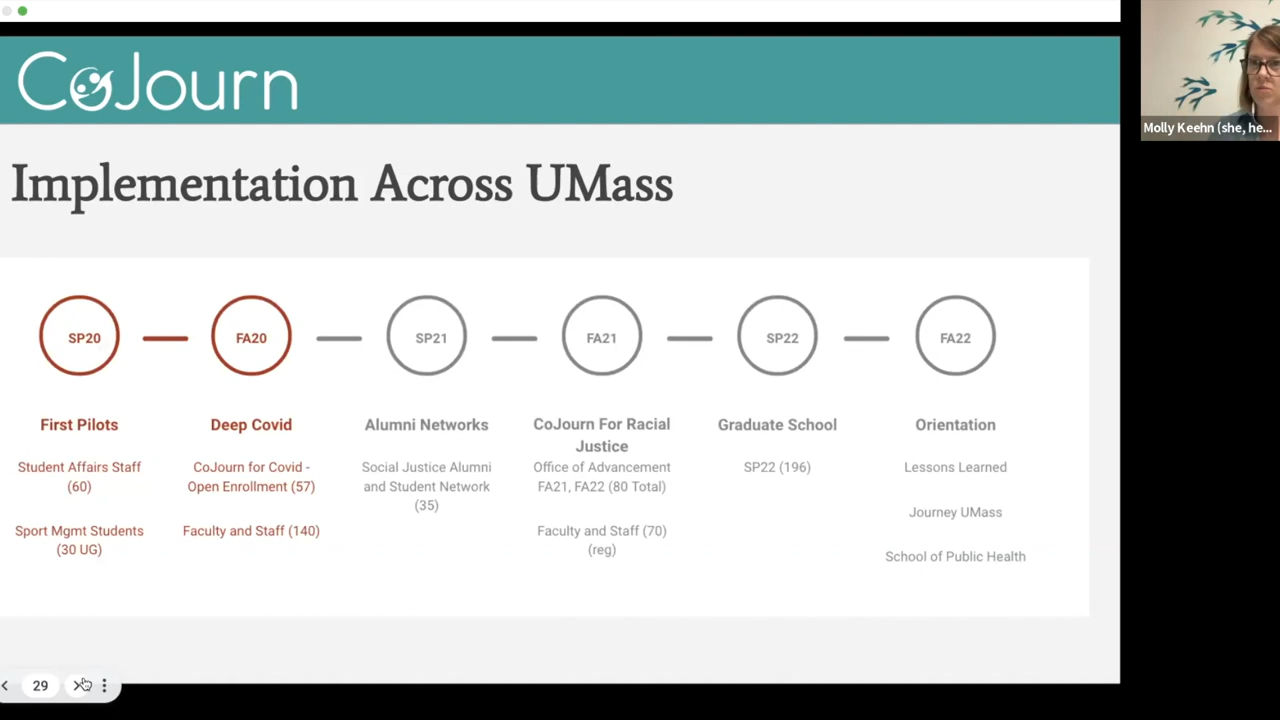 CoJourn
Molly Keehn (she, he...
Implementation Across UMass
SP20
FA20
SP21
FA21
SP22
FA22
First Pilots
Student Affairs Staff
(60)
Sport Mgmt Students
(30 UG)
Deep Covid
CoJourn for Covid -
Open Enrollment (57)
Faculty and Staff (140)
Alumni Networks
Social Justice Alumni
and Student Network
(35)
CoJourn For Racial
Justice
Office of Advancement
FA21, FA22 (80 Total)
Faculty and Staff (70)
(reg)
Graduate School
SP22 (196)
Orientation
Lessons Learned
Journey UMass
School of Public Health
29